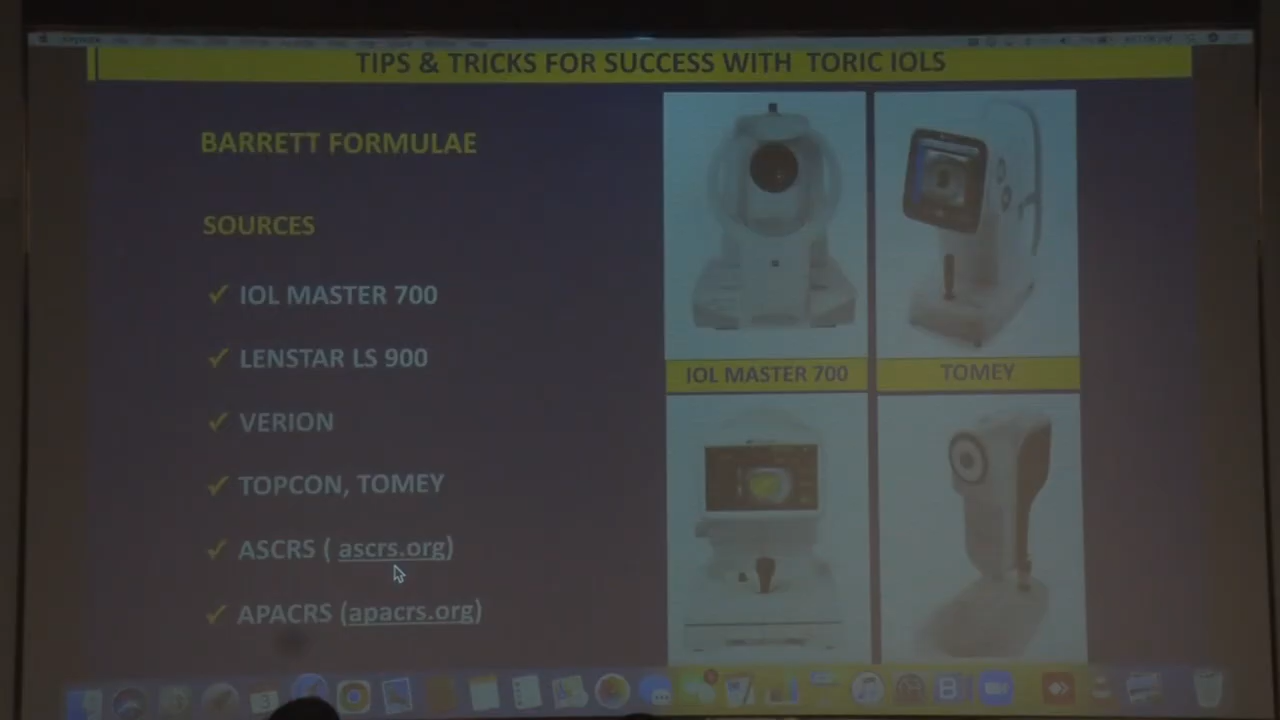 TIPS & TRICKS FOR SUCCESS WITH TORIC IOLS
BARRETT FORMULAE
SOURCES
✓ IOL MASTER 700
✓ LENSTAR LS 900
✓ VERION
✓ TOPCON, TOMEY
✓ ASCRS ( ascrs.org)
✓ APACRS (apacrs.org)
IOL MASTER 700
TOMEY